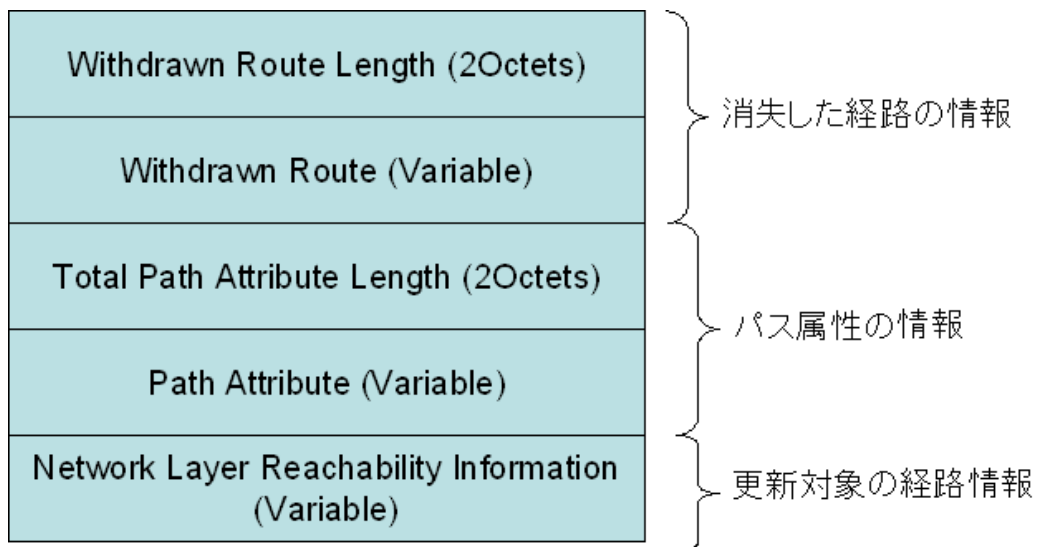 Withdrawn Route Length (2Octets)
Withdrawn Route (Variable)
消失した経路の情報
Total Path Attribute Length (2Octets)
Path Attribute (Variable)
パス属性の情報
Network Layer Reachability Information
(Variable)
更新対象の経路情報